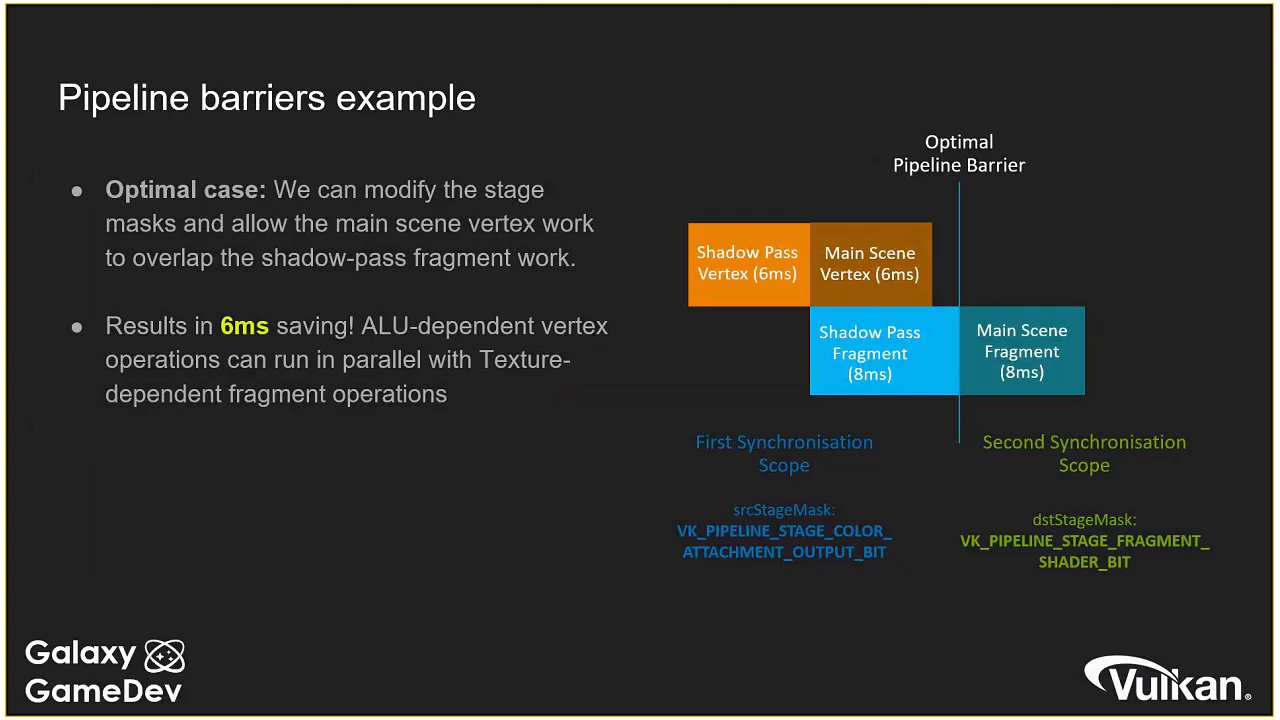 Pipeline barriers example
● Optimal case: We can modify the stage
masks and allow the main scene vertex work
to overlap the shadow-pass fragment work.
● Results in 6ms saving! ALU-dependent vertex
operations can run in parallel with Texture-
dependent fragment operations
Optimal
Pipeline Barrier
Shadow Pass
Vertex (6ms)
Main Scene
Vertex (6ms)
Shadow Pass
Fragment
(8ms)
Main Scene
Fragment
(8ms)
First Synchronisation
Scope
Second Synchronisation
Scope
srcStageMask:
VK_PIPELINE_STAGE_COLOR_
ATTACHMENT_OUTPUT_BIT
dstStageMask:
VK_PIPELINE_STAGE_FRAGMENT_
SHADER_BIT
Galaxy
GameDev
Vulkan®